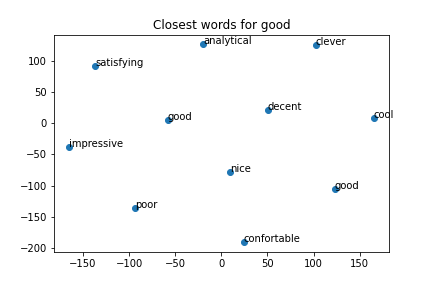 Closest words for good
analytical
clever
100
satisfying
50
decent
cool
good
0
impressive
−50
nice
−100
good
poor
−150
confortable
−200
−150
−100
−50
0
50
100
150